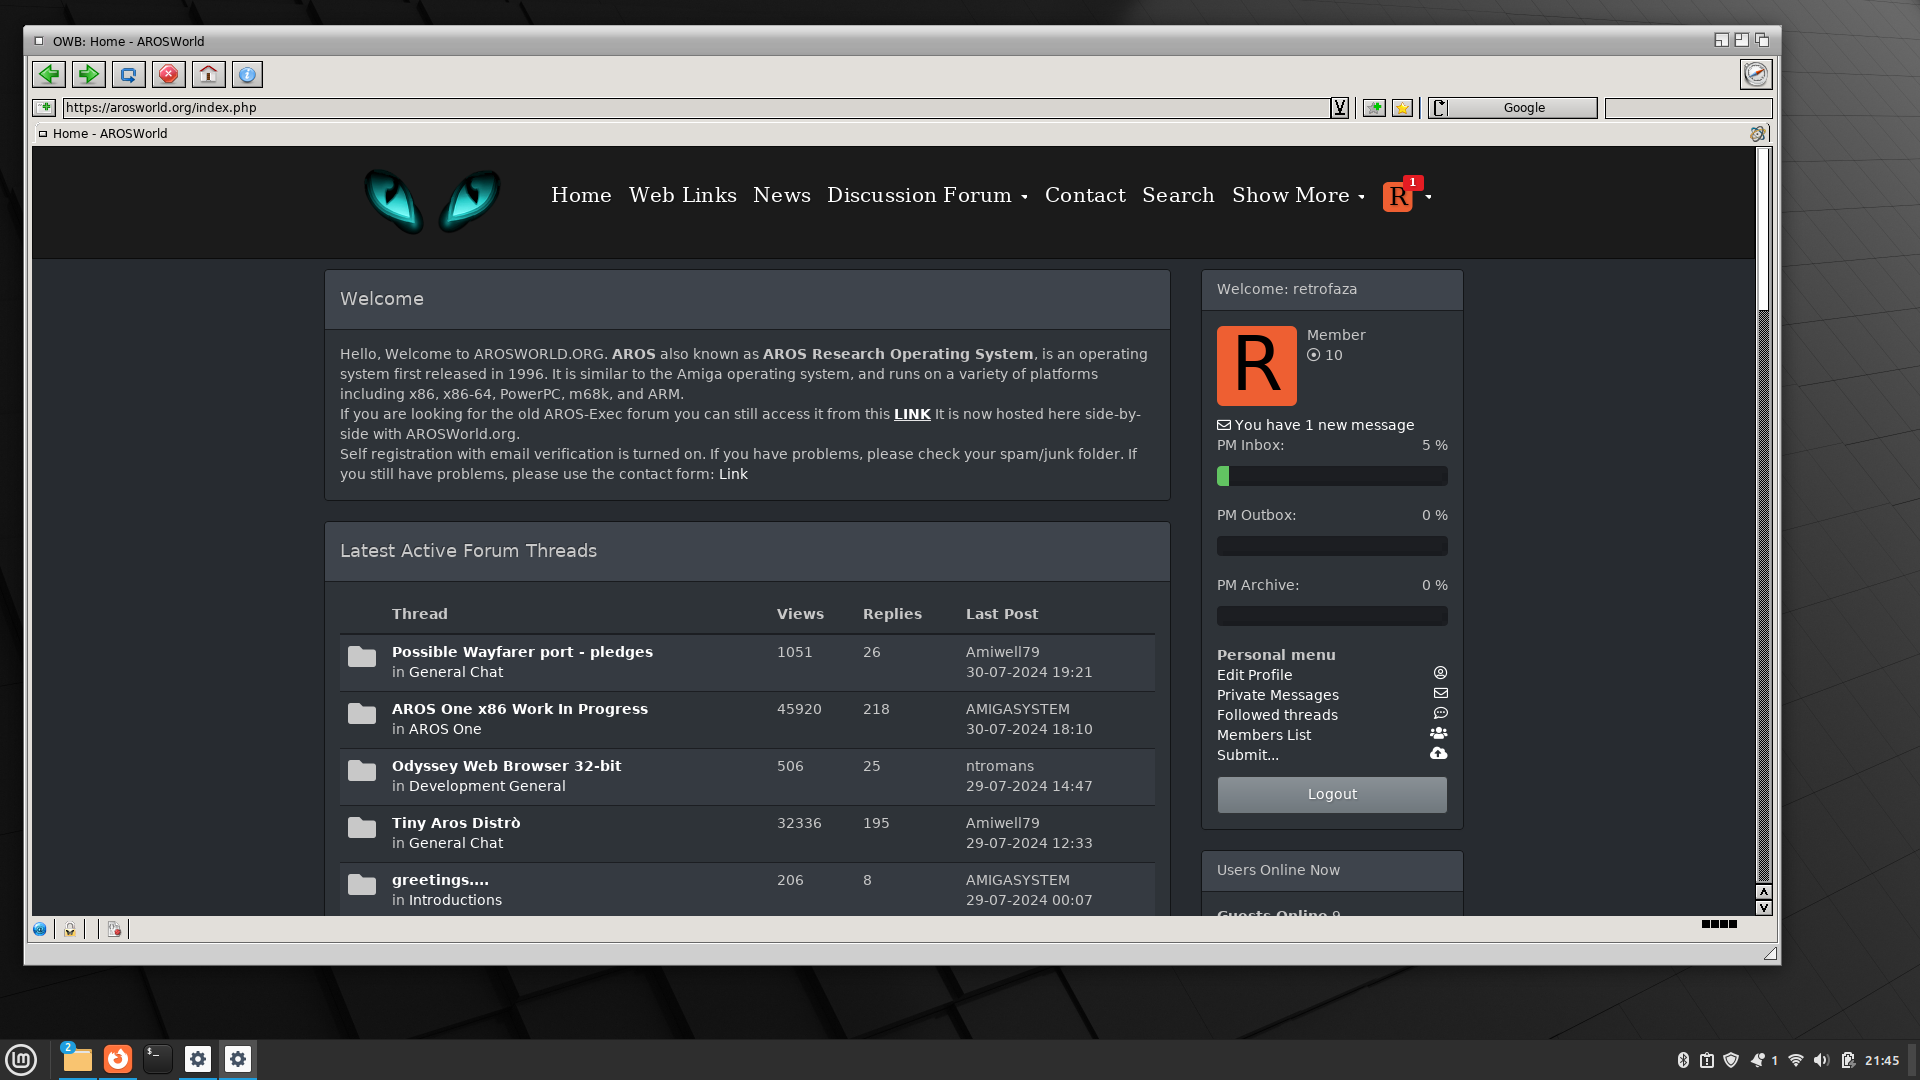 OWB: Home - AROSWorld
https://arosworld.org/index.php
Google
Home - AROSWorld
Home Web Links News Discussion Forum Contact Search Show More R 1
Welcome
Hello, Welcome to AROSWORLD.ORG. AROS also known as AROS Research Operating System, is an operating
system first released in 1996. It is similar to the Amiga operating system, and runs on a variety of platforms
including x86, x86-64, PowerPC, m68k, and ARM.
If you are looking for the old AROS-Exec forum you can still access it from this LINK It is now hosted here side-by-
side with AROSWorld.org.
Self registration with email verification is turned on. If you have problems, please check your spam/junk folder. If
you still have problems, please use the contact form: Link
Latest Active Forum Threads
Thread Views Replies Last Post
Possible Wayfarer port - pledges 1051 26 Amiwell79
in General Chat 30-07-2024 19:21
AROS One x86 Work In Progress 45920 218 AMIGASYSTEM
in AROS One 30-07-2024 18:10
Odyssey Web Browser 32-bit 506 25 ntromans
in Development General 29-07-2024 14:47
Tiny Aros Distrò 32336 195 Amiwell79
in General Chat 29-07-2024 12:33
greetings.... 206 8 AMIGASYSTEM
in Introductions 29-07-2024 00:07
Welcome: retrofaza
R
Member
10
You have 1 new message
PM Inbox: 5 %
PM Outbox: 0 %
PM Archive: 0 %
Personal menu
Edit Profile
Private Messages
Followed threads
Members List
Submit...
Logout
Users Online Now
Guests Online 9
2
$_
1
21:45